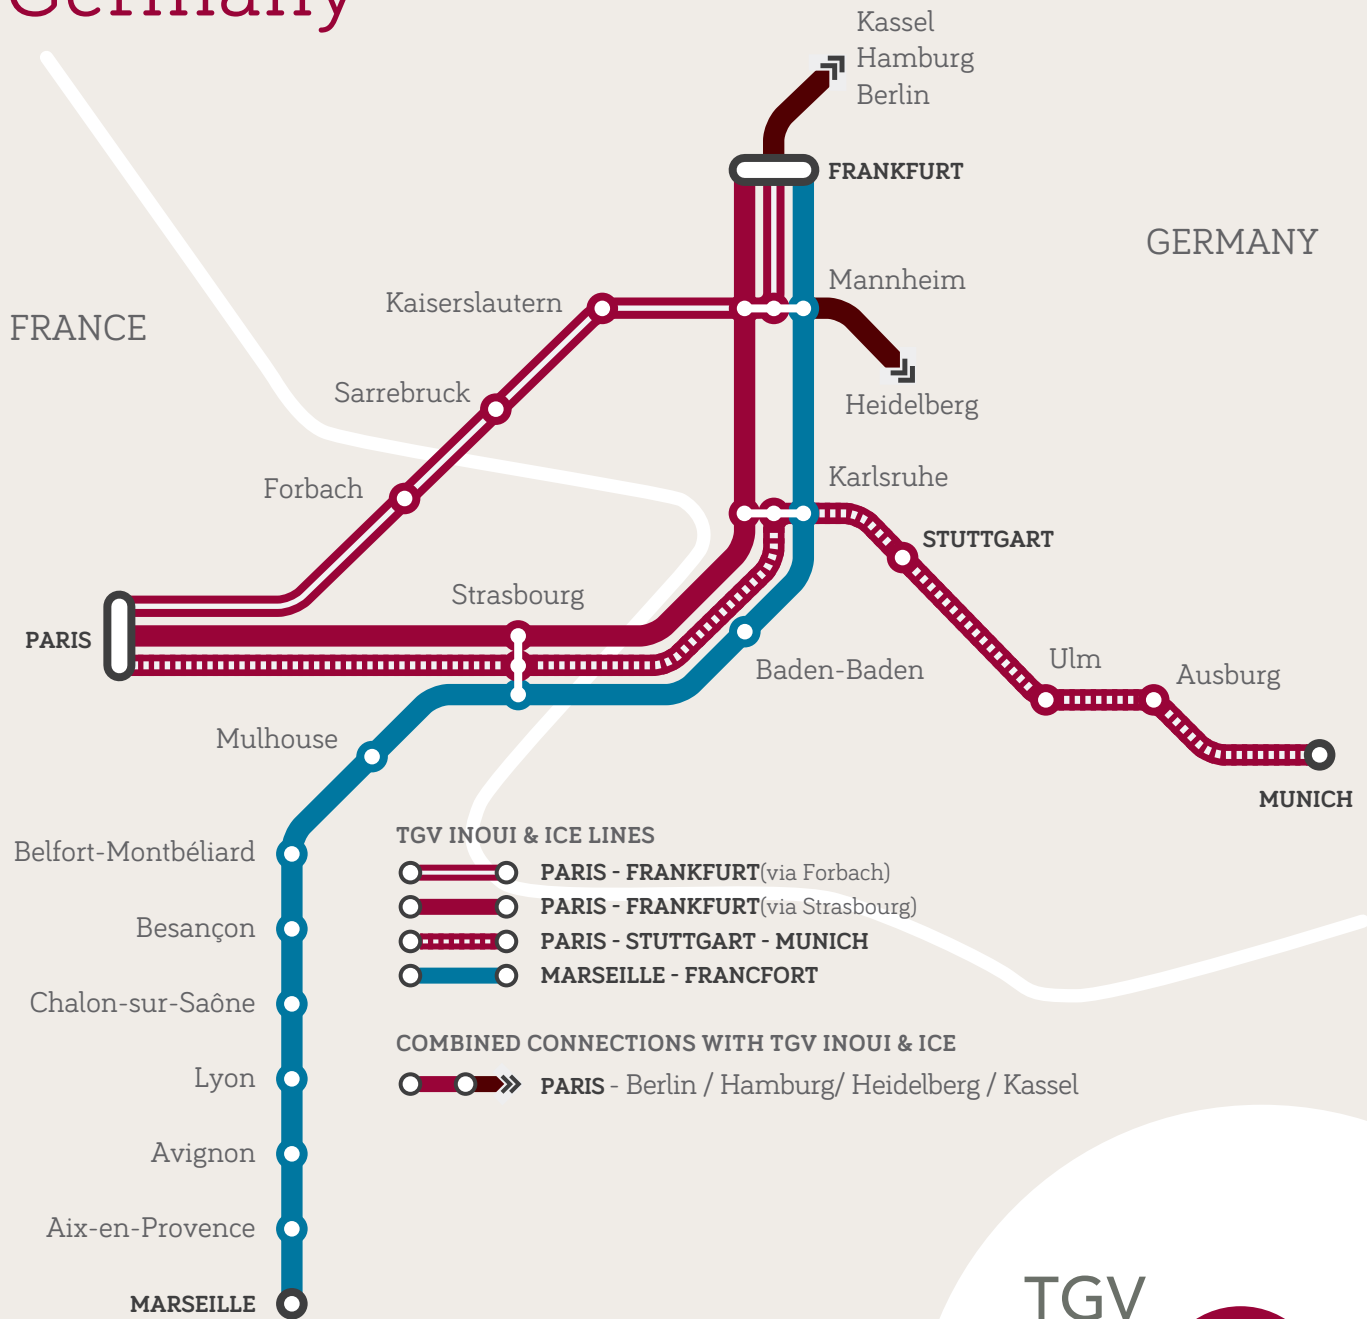 Germany
Kassel
Hamburg
Berlin
FRANKFURT
GERMANY
Mannheim
Kaiserslautern
FRANCE
Sarrebruck
Heidelberg
Karlsruhe
Forbach
STUTTGART
Strasbourg
PARIS
Baden-Baden
Ulm
Ausburg
Mulhouse
MUNICH
TGV INOUI & ICE LINES
Belfort-Montbéliard
PARIS - FRANKFURT(via Forbach)
PARIS - FRANKFURT(via Strasbourg)
Besançon
PARIS - STUTTGART - MUNICH
MARSEILLE - FRANCFORT
Chalon-sur-Saône
COMBINED CONNECTIONS WITH TGV INOUI & ICE
Lyon
PARIS - Berlin / Hamburg/ Heidelberg / Kassel
Avignon
Aix-en-Provence
MARSEILLE
TGV